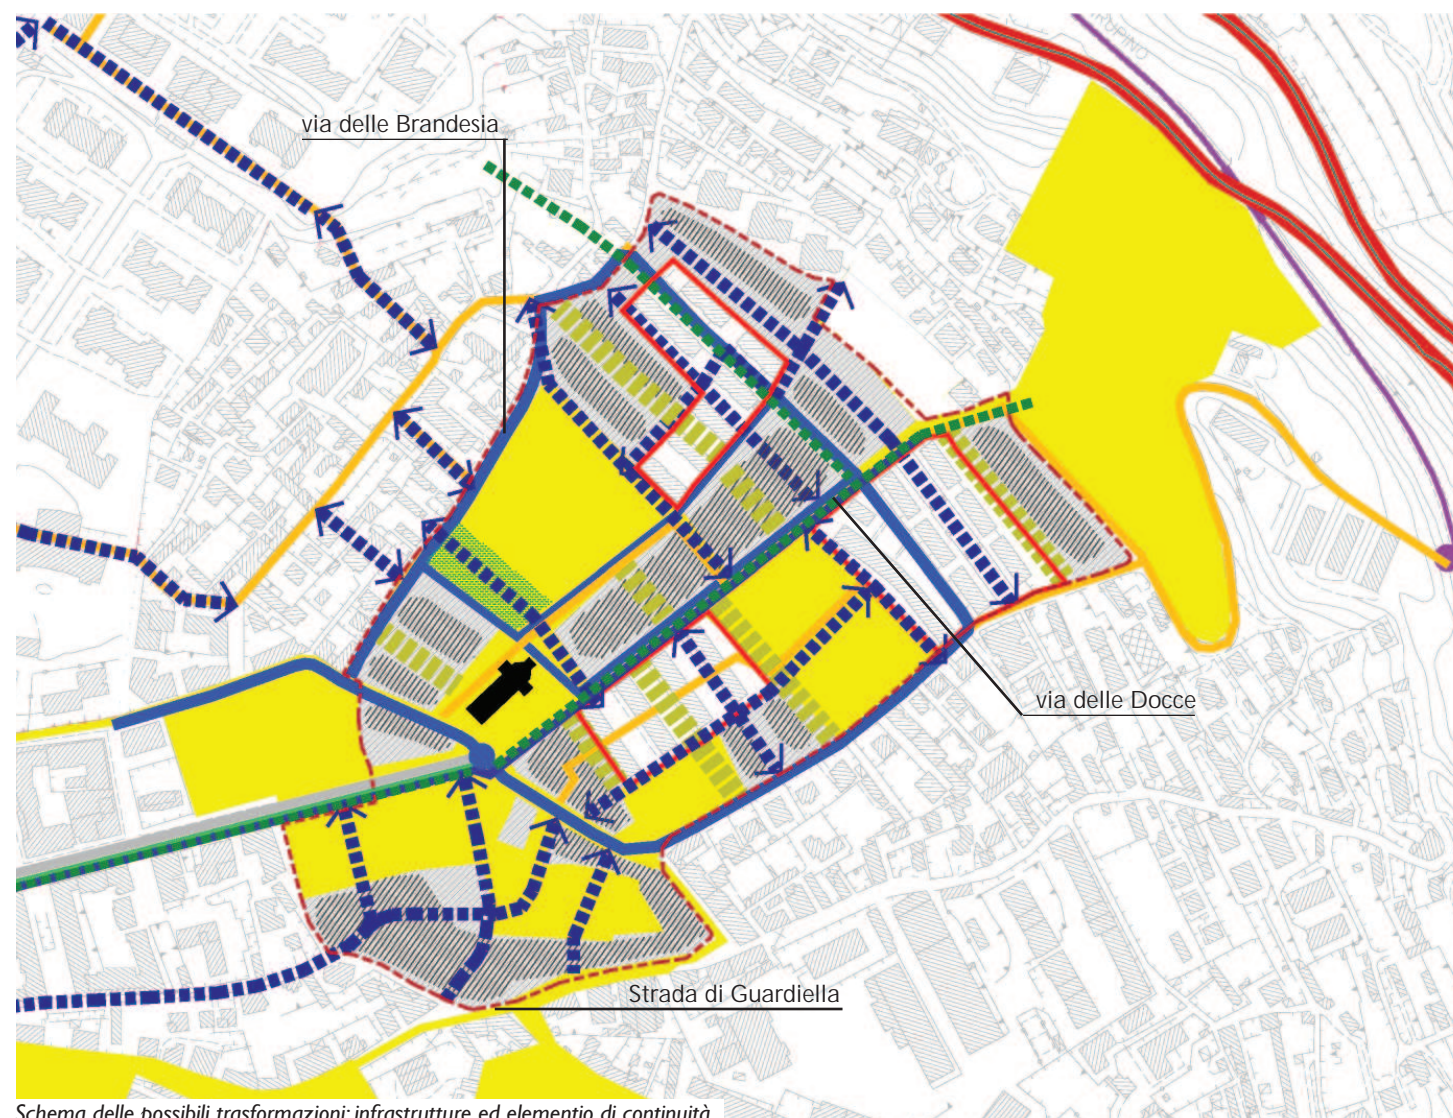 via delle Brandesia
via delle Docce
Strada di Guardiella
Schema delle possibili trasformazioni: infrastrutture ed elementio di continuità